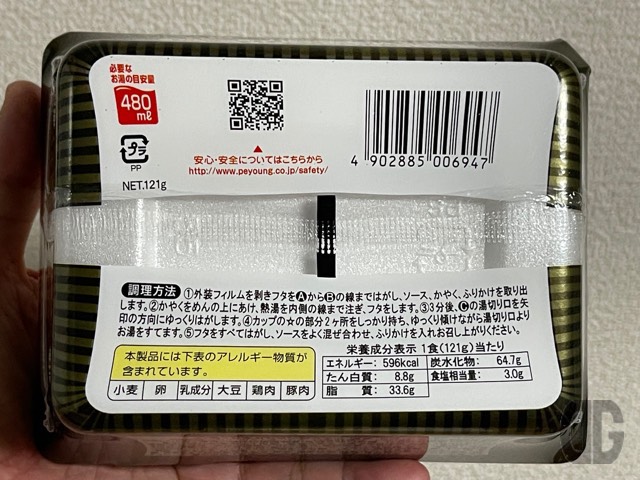 必要な
お湯の目安量
480
mℓ
プラ
PP
NET.121g
安心・安全についてはこちらから
http://www.peyoung.co.jp/safety/
4 902885 006947
調理方法 ①外装フィルムを剥きフタをⒶからⒷの線まではがし、ソース、かやく、ふりかけを取り出
します。②かやくをめんの上にあけ、熱湯を内側の線まで注ぎ、フタをします。③3分後、Ⓒの湯切り口を矢
印の方向にゆっくりはがします。④カップの☆の部分2ヶ所をしっかり持ち、ゆっくり傾けながら湯切り口より
お湯をすてます。⑤フタをすべてはがし、ソースをよく混ぜ合わせ、ふりかけを入れお召し上がりください。
本製品には下表のアレルギー物質が
含まれています。
小麦 卵 乳成分 大豆 鶏肉 豚肉
栄養成分表示 1食(121g)当たり
エネルギー: 596kcal 炭水化物: 64.7g
たん白質: 8.8g 食塩相当量: 3.0g
脂質: 33.6g